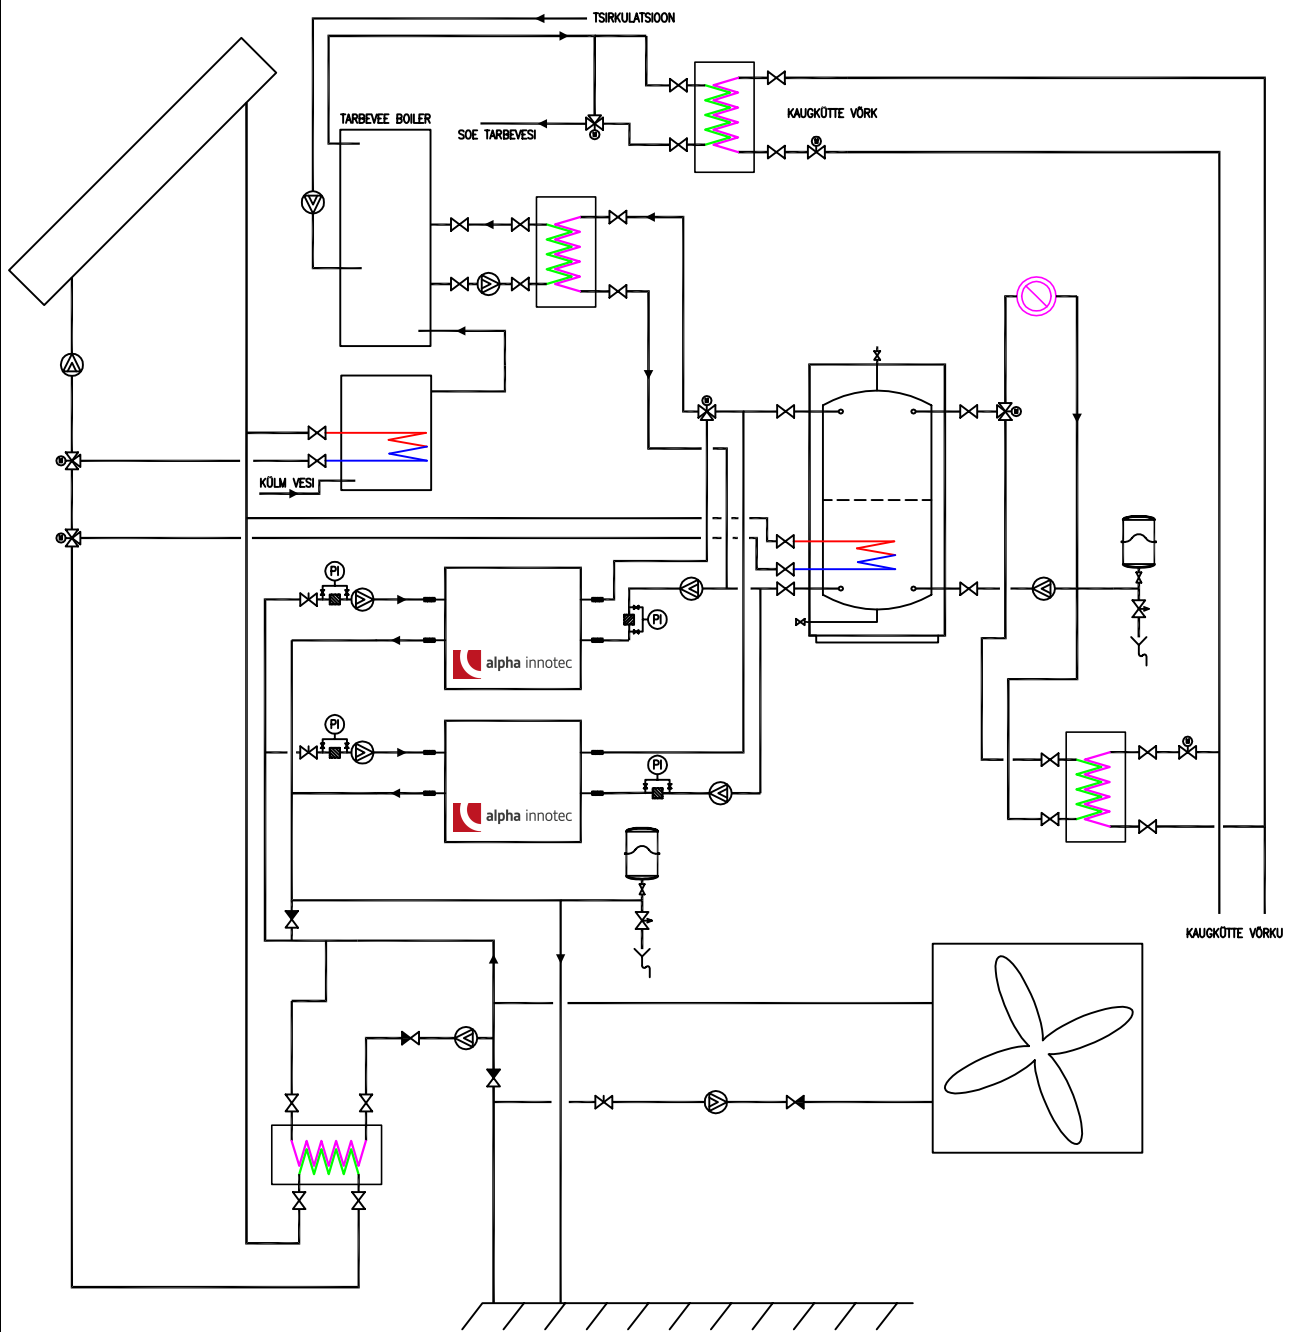 TSIRKULATSIOON
TARBEVEE BOILER
KAUGKÜTTE VÕRK
SOE TARBEVESI
M
M
M
M
M
KÜLM VESI
M
M
PI
PI
alpha innotec
PI
PI
M
alpha innotec
KAUGKÜTTE VÕRKU